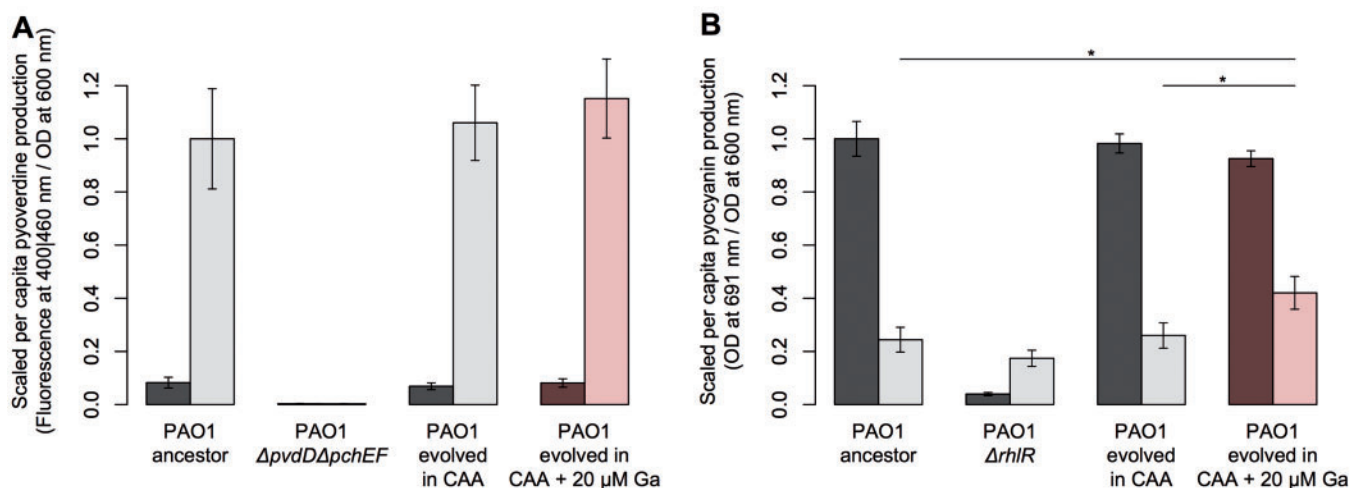 A
Scaled per capita pyoverdine production
(Fluorescence at 400|460 nm / OD at 600 nm)
1.2
1.0
0.8
0.6
0.4
0.2
0.0
PAO1
ancestor
PAO1
ΔpvdDΔpchEF
PAO1
evolved
in CAA
PAO1
evolved in
CAA + 20 µM Ga
B
Scaled per capita pyocyanin production
(OD at 691 nm / OD at 600 nm)
*
*
1.2
1.0
0.8
0.6
0.4
0.2
0.0
PAO1
ancestor
PAO1
ΔrhlR
PAO1
evolved
in CAA
PAO1
evolved in
CAA + 20 µM Ga